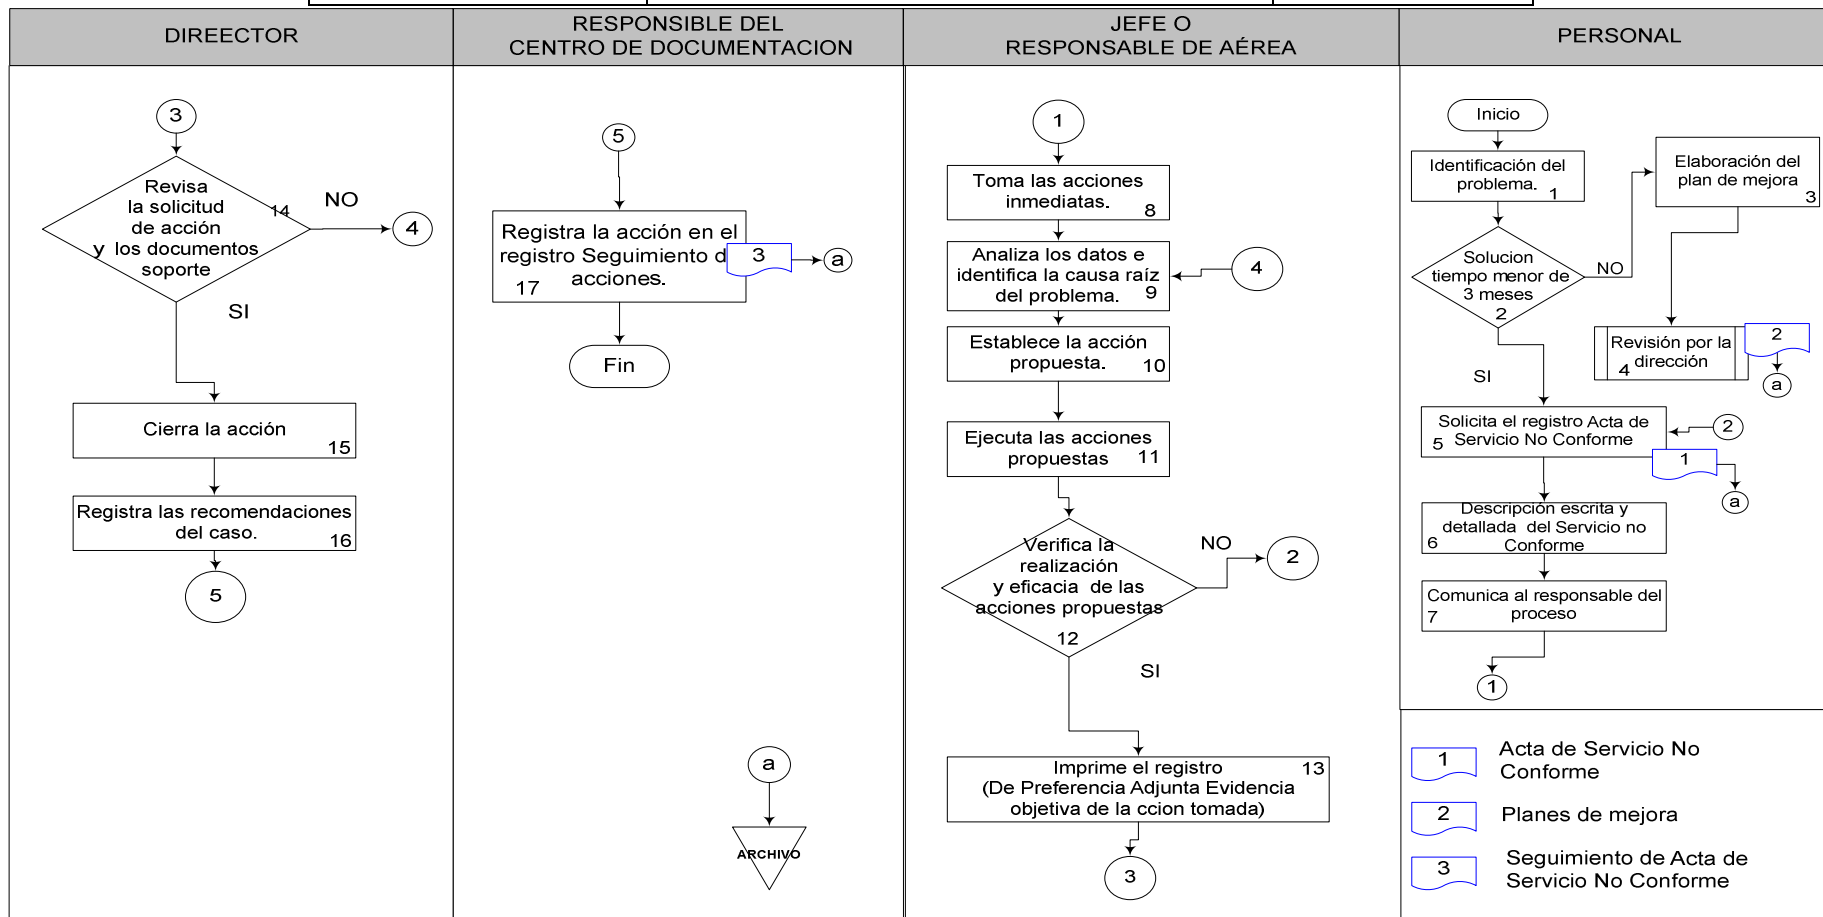 DIREECTOR
RESPONSIBLE DEL
CENTRO DE DOCUMENTACION
JEFE O
RESPONSABLE DE AÉREA
PERSONAL
3
Revisa
la solicitud
de acción
y los documentos
soporte
14
NO
4
SI
Cierra la acción
15
Registra las recomendaciones
del caso.
16
5
5
Registra la acción en el
registro Seguimiento d
acciones.
17
3
a
Fin
a
ARCHIVO
1
Toma las acciones
inmediatas.
8
Analiza los datos e
identifica la causa raíz
del problema.
9
4
Establece la acción
propuesta.
10
Ejecuta las acciones
propuestas
11
Verifica la
realización
y eficacia de las
acciones propuestas
12
NO
2
SI
Imprime el registro
13
(De Preferencia Adjunta Evidencia
objetiva de la ccion tomada)
3
Inicio
Identificación del
problema.
1
Elaboración del
plan de mejora
3
Solucion
tiempo menor de
3 meses
2
NO
Revisión por la
dirección
4
2
a
SI
Solicita el registro Acta de
Servicio No Conforme
5
2
1
a
Descripción escrita y
detallada del Servicio no
Conforme
6
Comunica al responsable del
proceso
7
1
1
Acta de Servicio No
Conforme
2
Planes de mejora
3
Seguimiento de Acta de
Servicio No Conforme